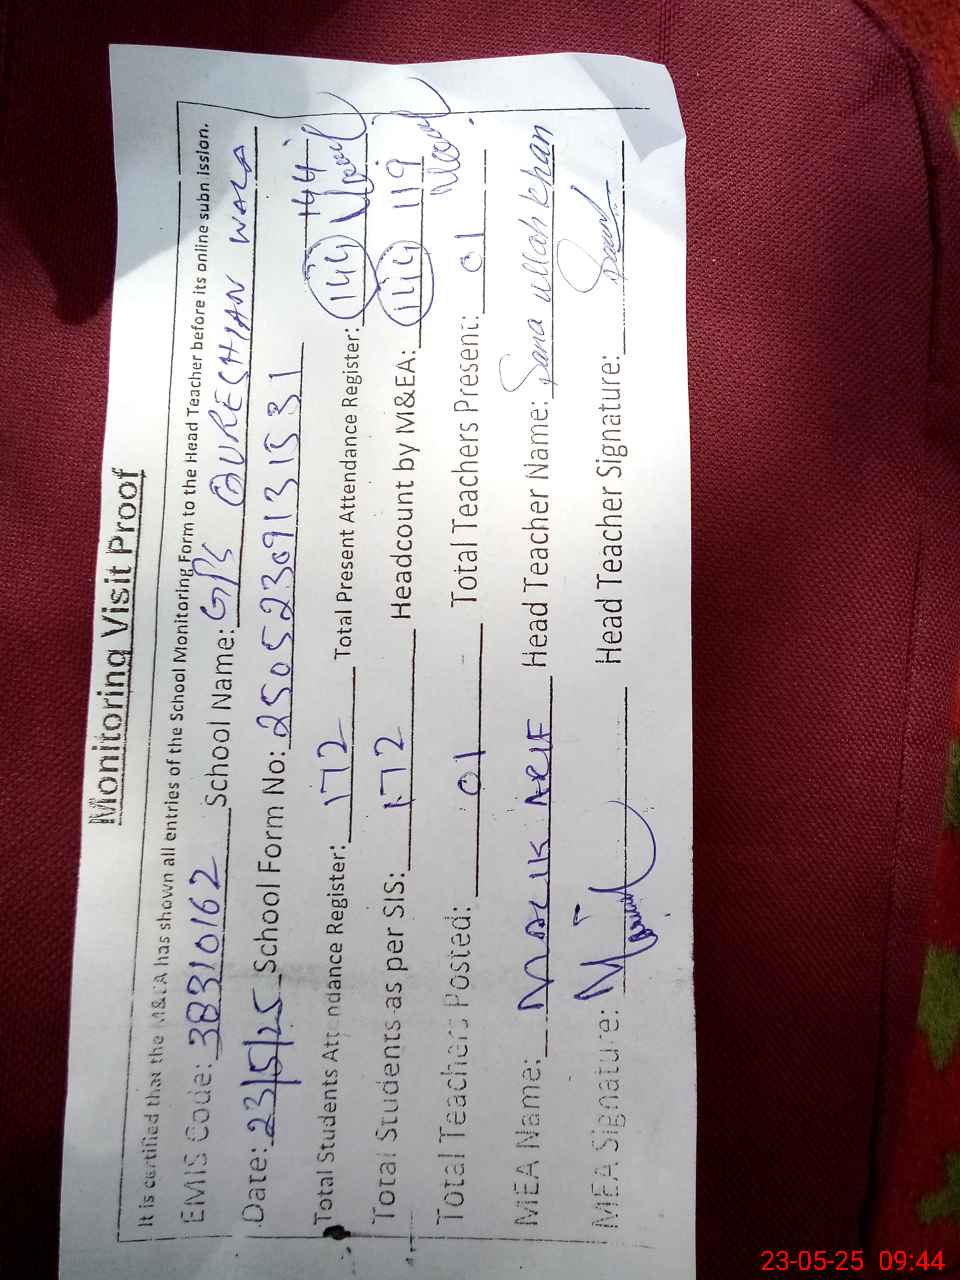 Monitoring Visit Proof
It is certified that the M&EA has shown all entries of the School Monitoring Form to the Head Teacher before its online submission.
EMIS Code: 38310162 School Name: GPS QURESHIAN WALA
Date: 23/5/25 School Form No: 25052309131531
Total Students Attendance Register: 172 Total Present Attendance Register: 144 144
Total Students as per SIS: 172 Headcount by M&EA: 144 119
Total Teachers Posted: 01 Total Teachers Present: 01
MEA Name: MALIK ARIF Head Teacher Name: Sana ullah khan
MEA Signature: Head Teacher Signature:
23-05-25 09:44